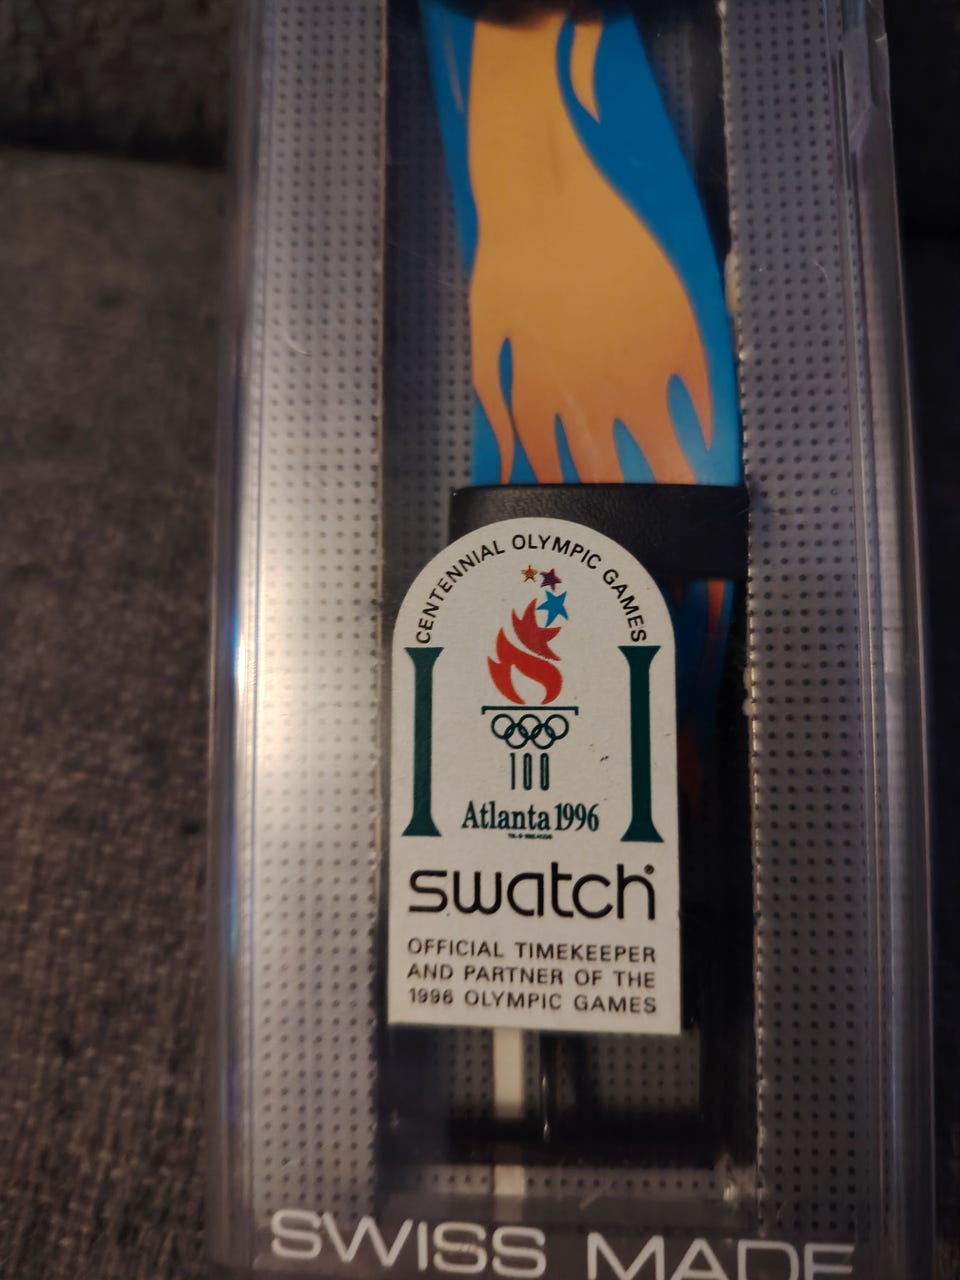 CENTENNIAL OLYMPIC GAMES
100
Atlanta 1996
swatch
OFFICIAL TIMEKEEPER
AND PARTNER OF THE
1996 OLYMPIC GAMES
SWISS MADE